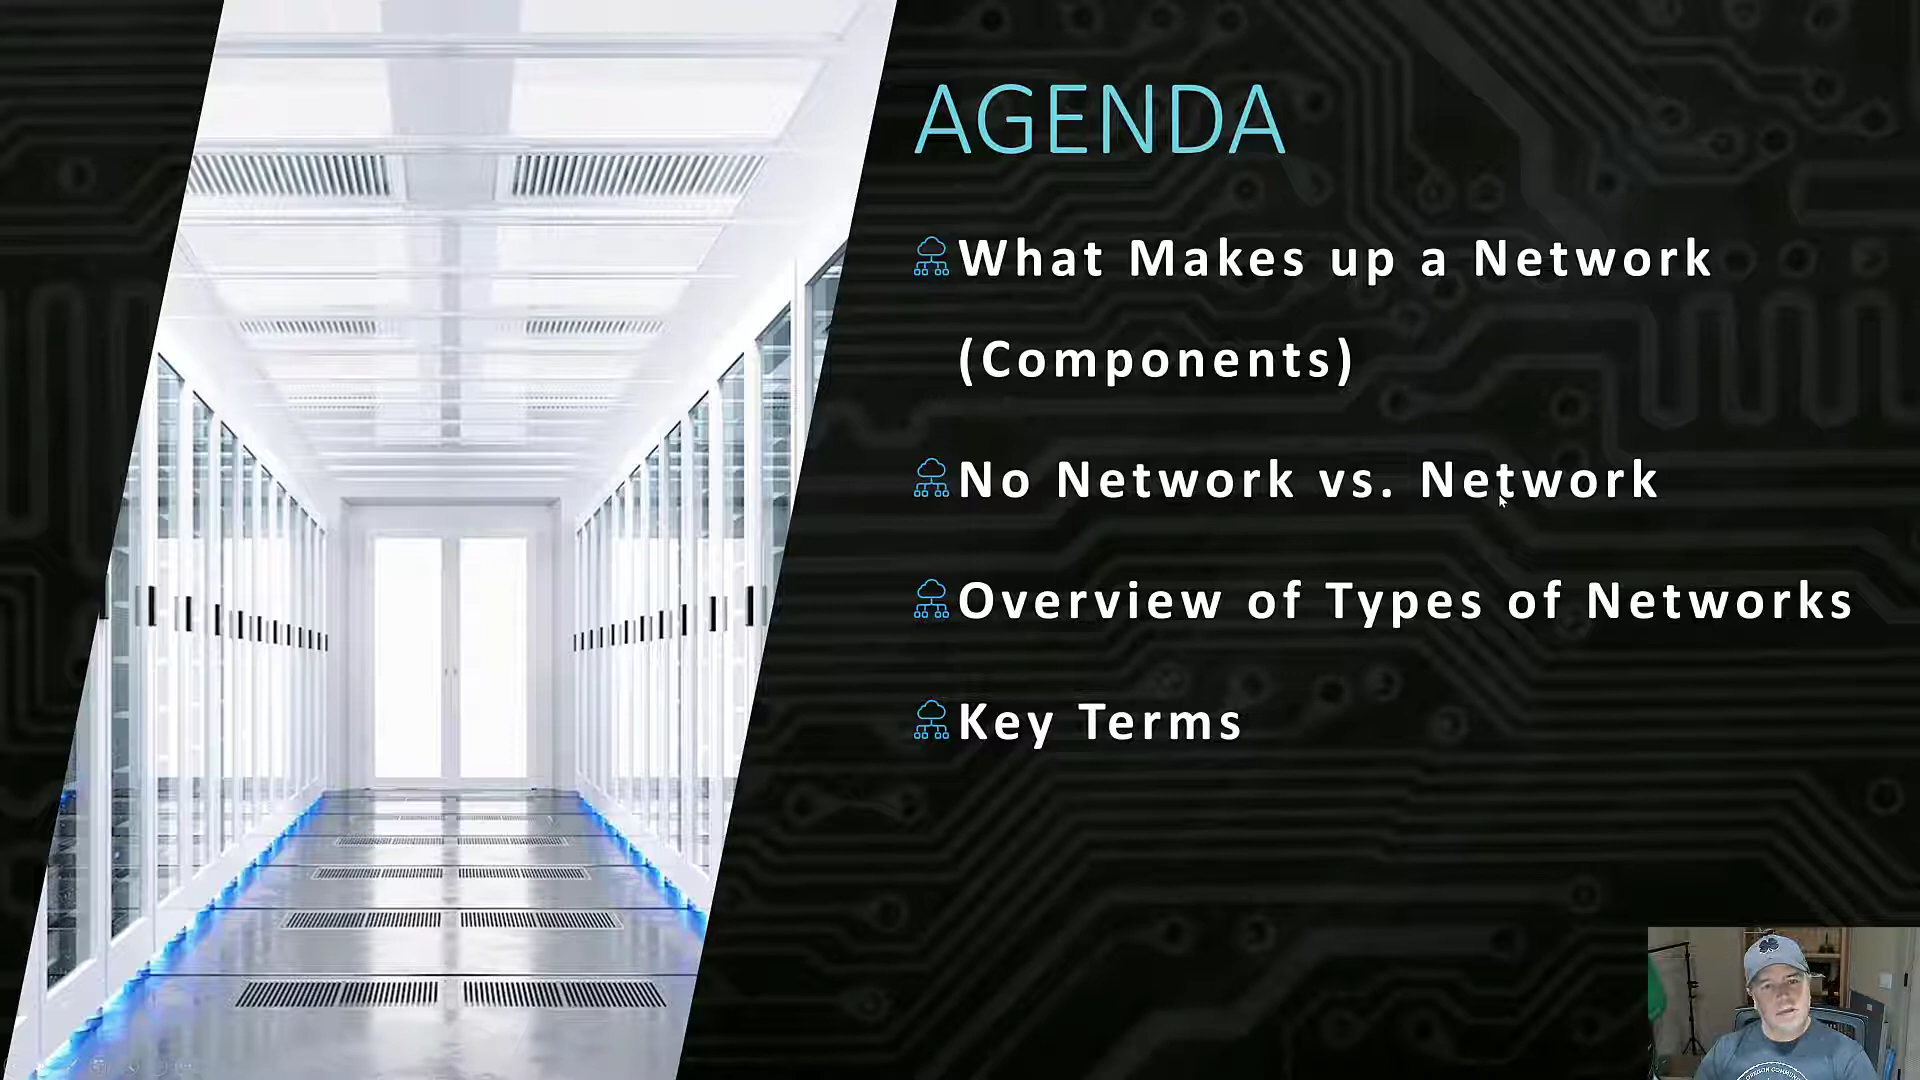 AGENDA
What Makes up a Network
(Components)
No Network vs. Network
Overview of Types of Networks
Key Terms